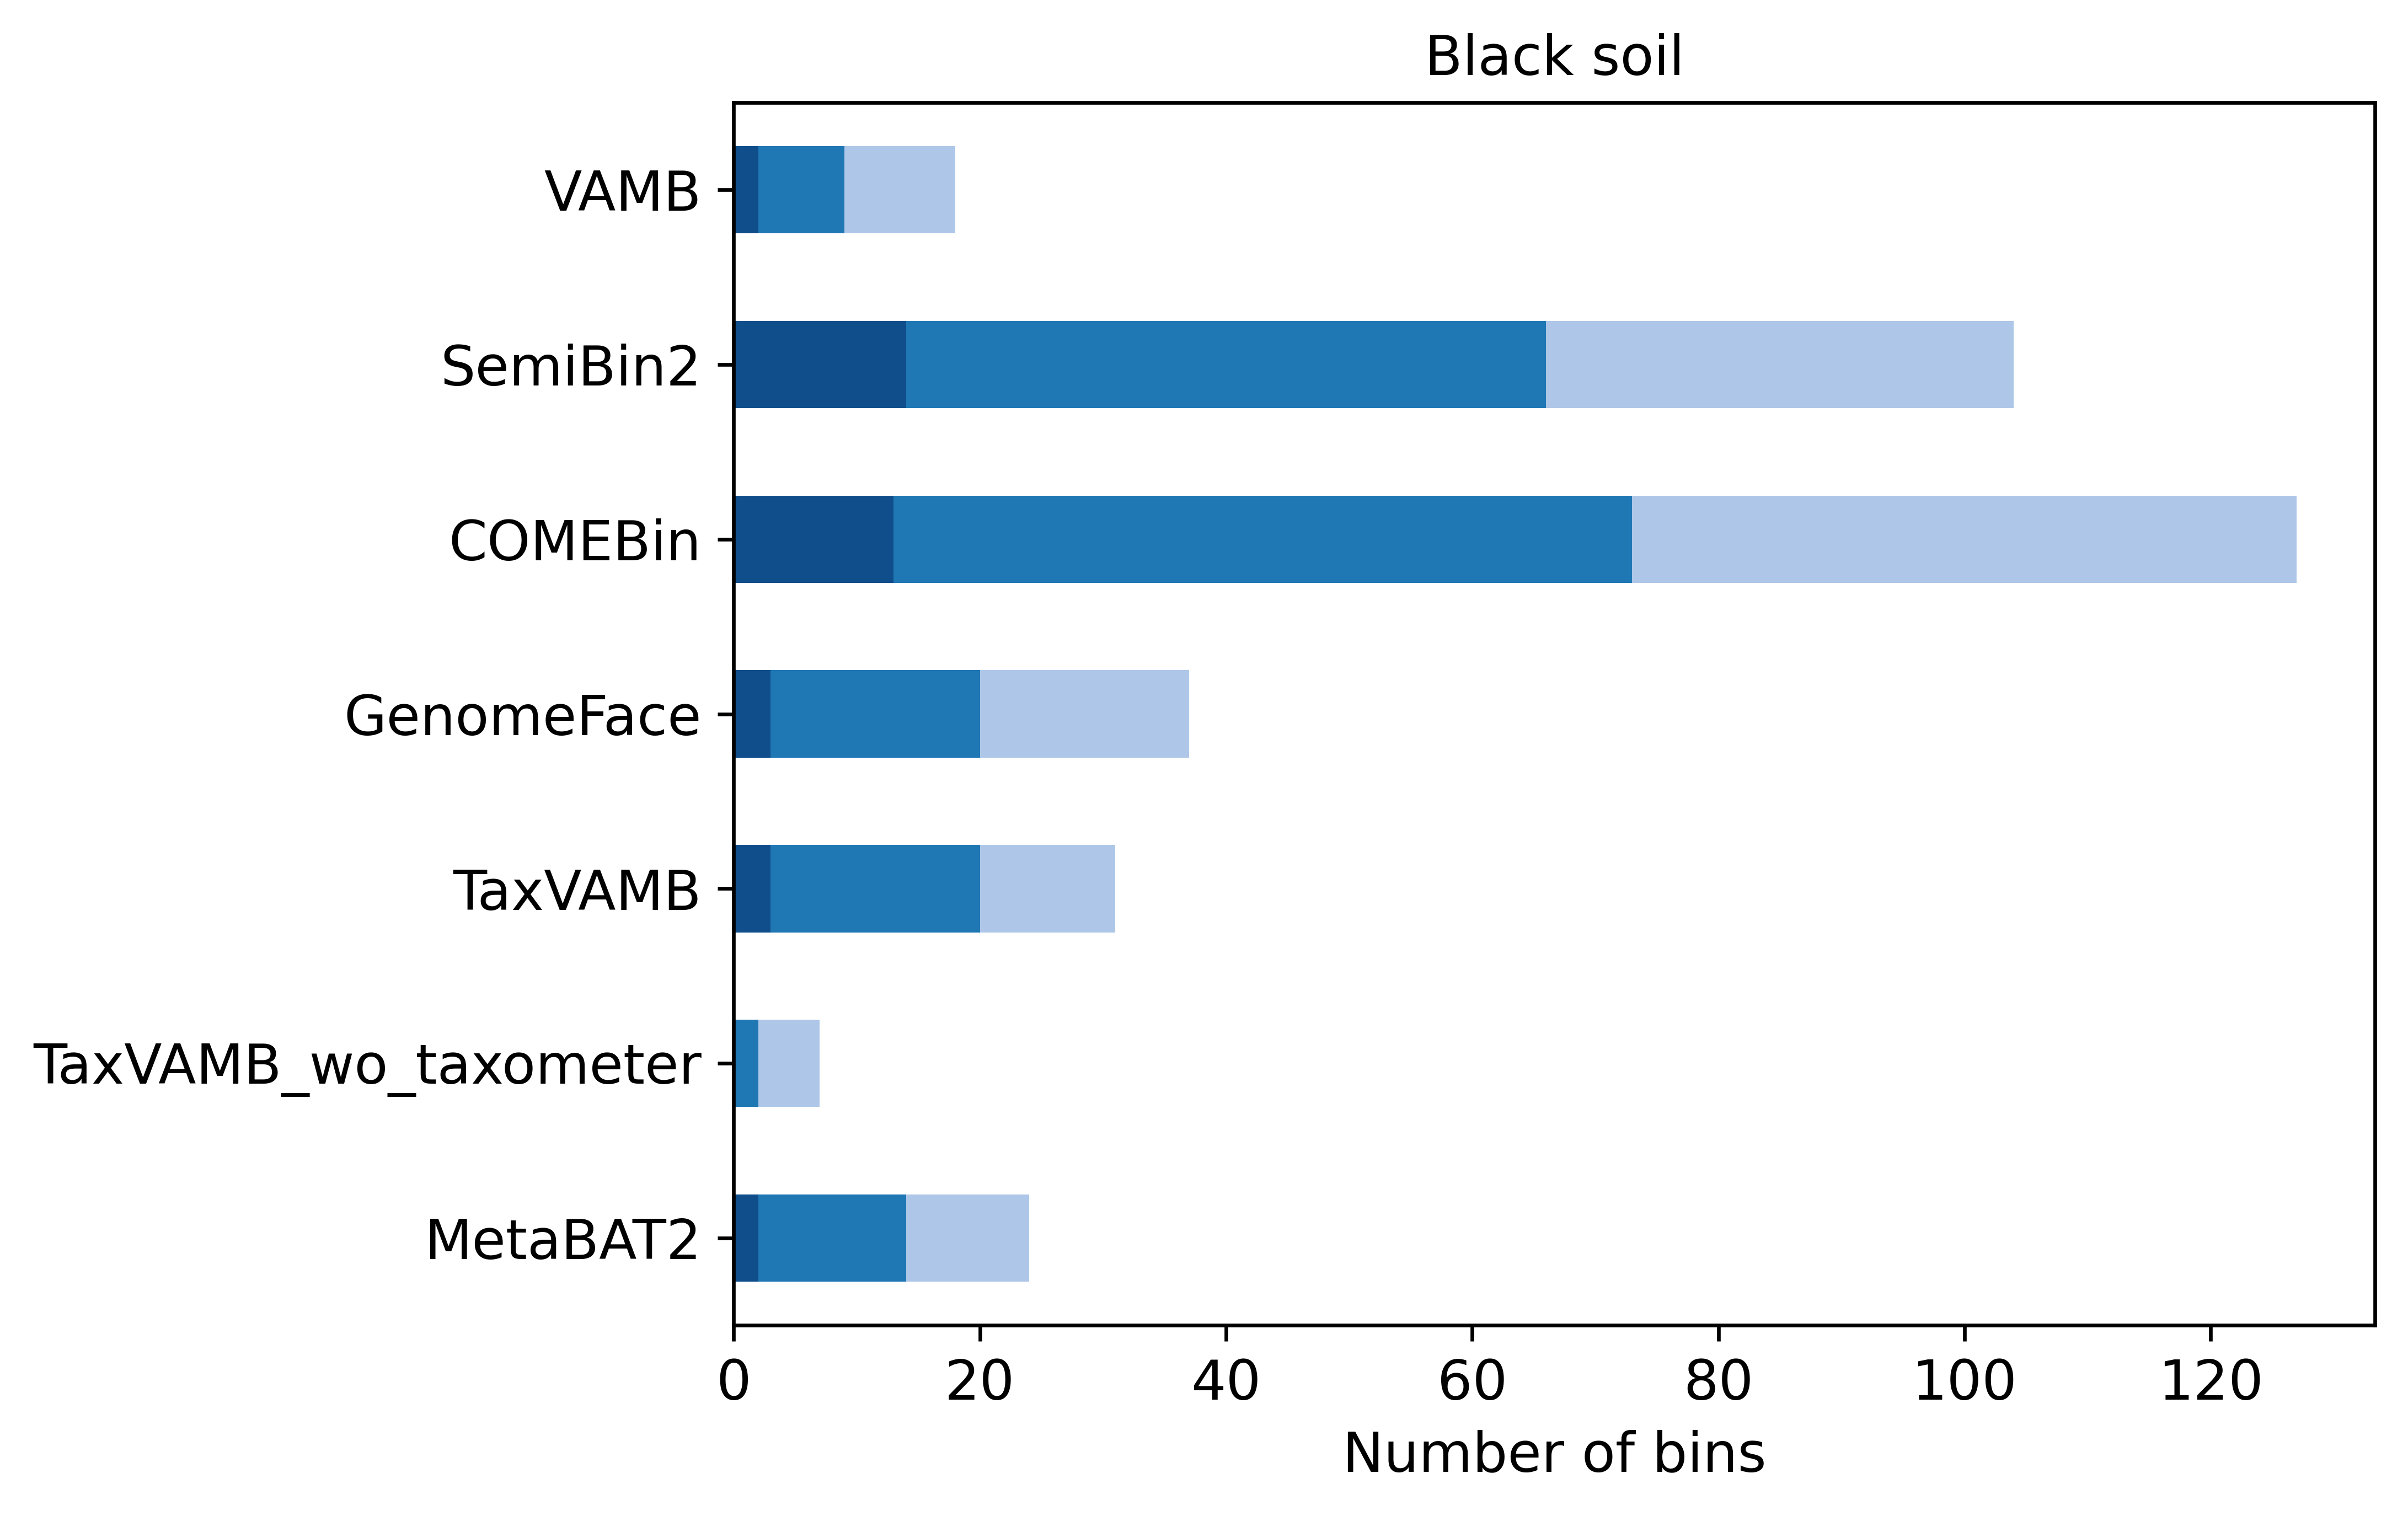 Black soil
VAMB
SemiBin2
COMEBin
GenomeFace
TaxVAMB
TaxVAMB_wo_taxometer
MetaBAT2
0 20 40 60 80 100 120
Number of bins